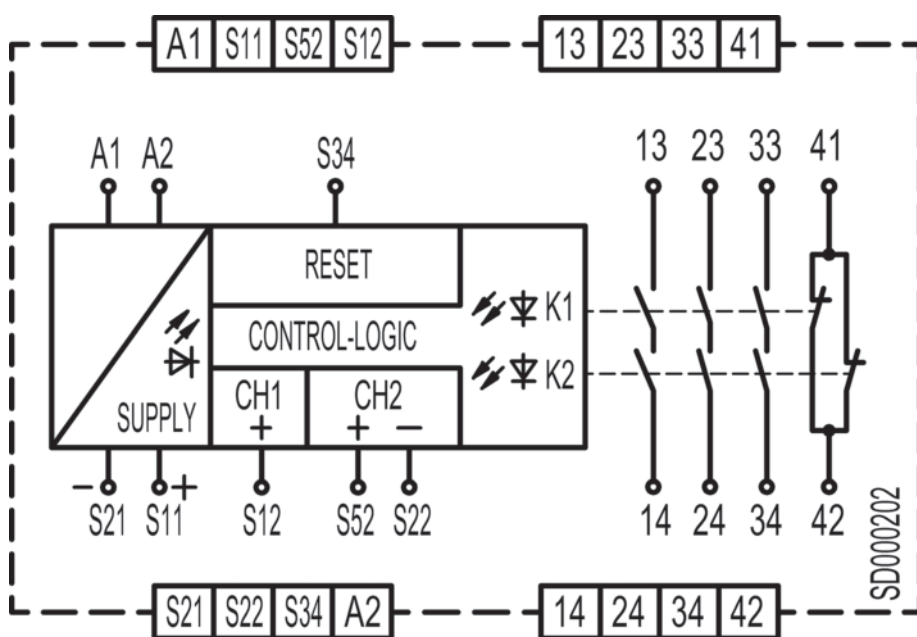 A1 S11 S52 S12 13 23 33 41
A1 A2 S34 13 23 33 41
RESET
K1
CONTROL-LOGIC
K2
CH1 CH2
SUPPLY + + −
− +
S21 S11 S12 S52 S22 14 24 34 42
SD000202
S21 S22 S34 A2 14 24 34 42